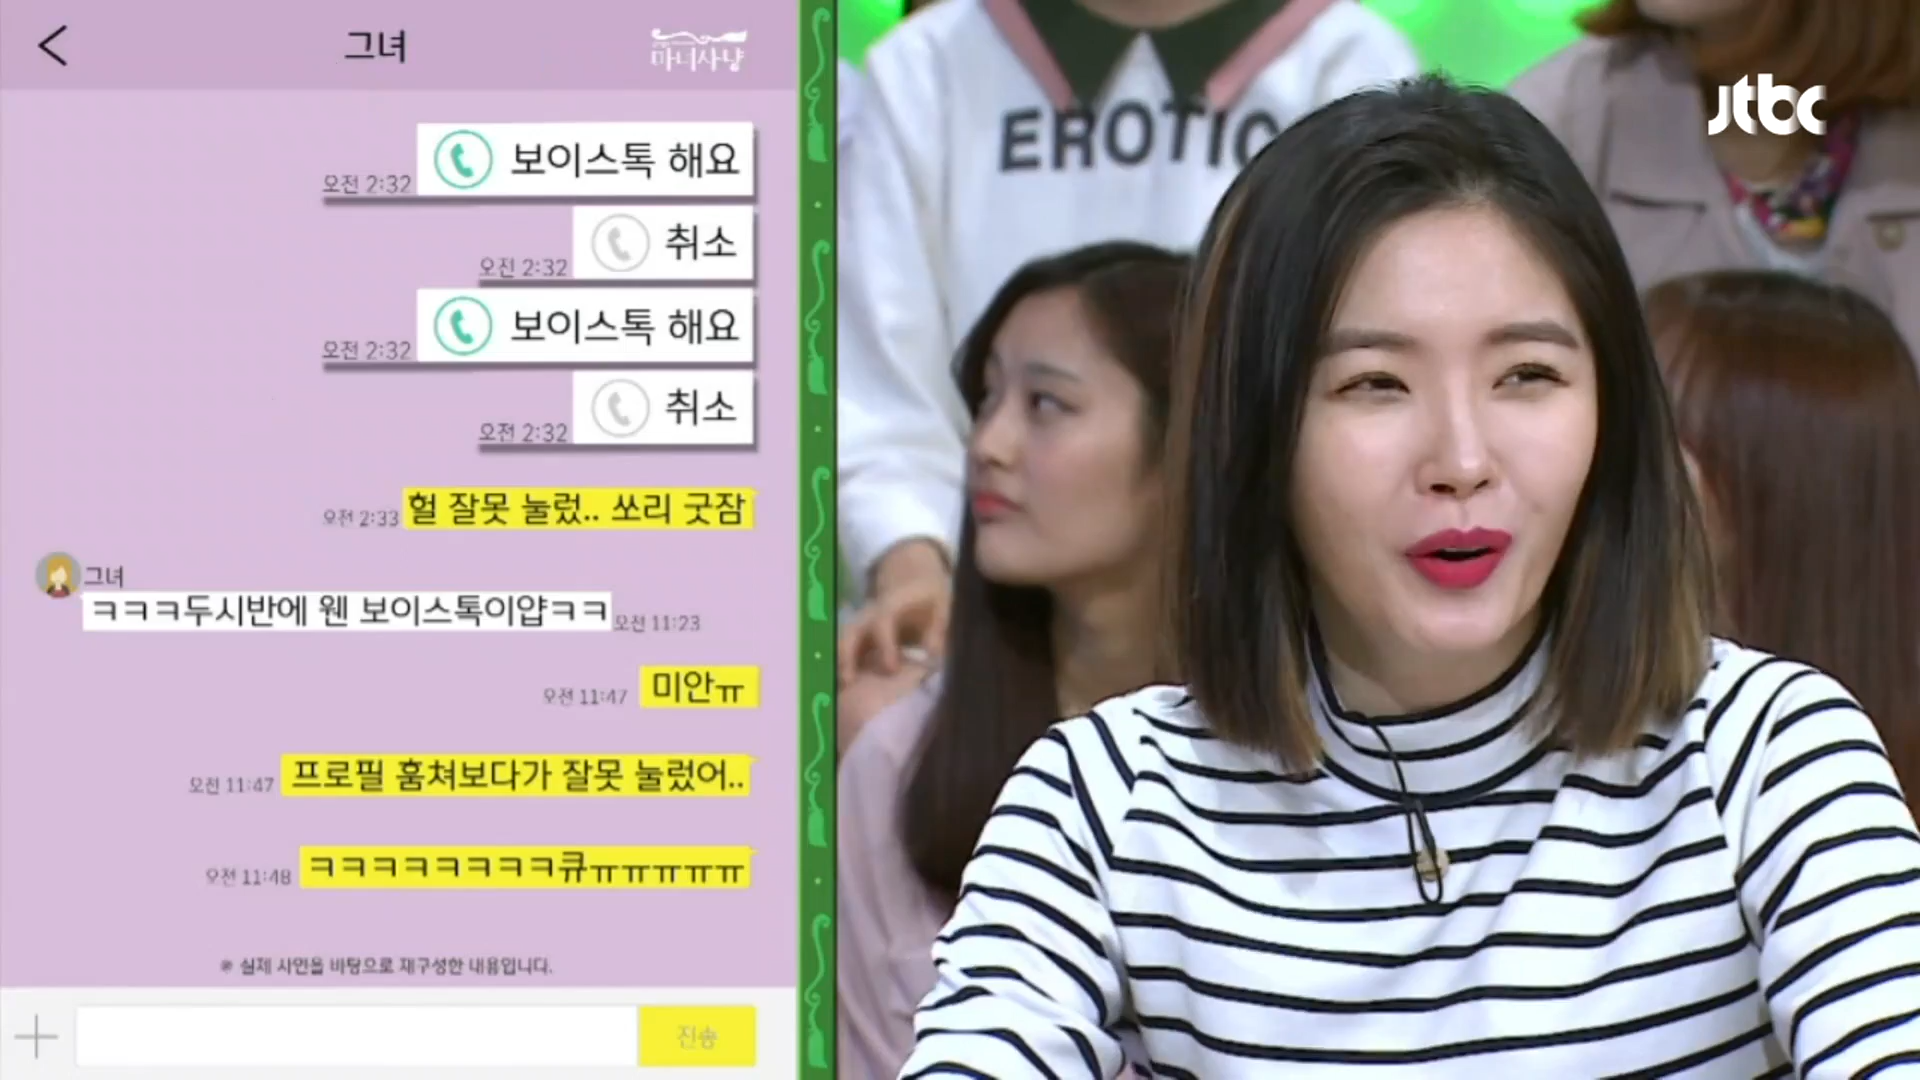 그녀
마녀사냥
보이스톡 해요
오전 2:32
취소
오전 2:32
보이스톡 해요
오전 2:32
취소
오전 2:32
헐 잘못 눌렀.. 쏘리 굿잠
오전 2:33
그녀
ㅋㅋㅋ두시반에 웬 보이스톡이얍ㅋㅋ
오전 11:23
미안ㅠ
오전 11:47
프로필 훔쳐보다가 잘못 눌렀어..
오전 11:47
ㅋㅋㅋㅋㅋㅋㅋㅋ큐ㅠㅠㅠㅠㅠ
오전 11:48
※ 실제 사연을 바탕으로 재구성한 내용입니다.
전송
EROTIC
jtbc